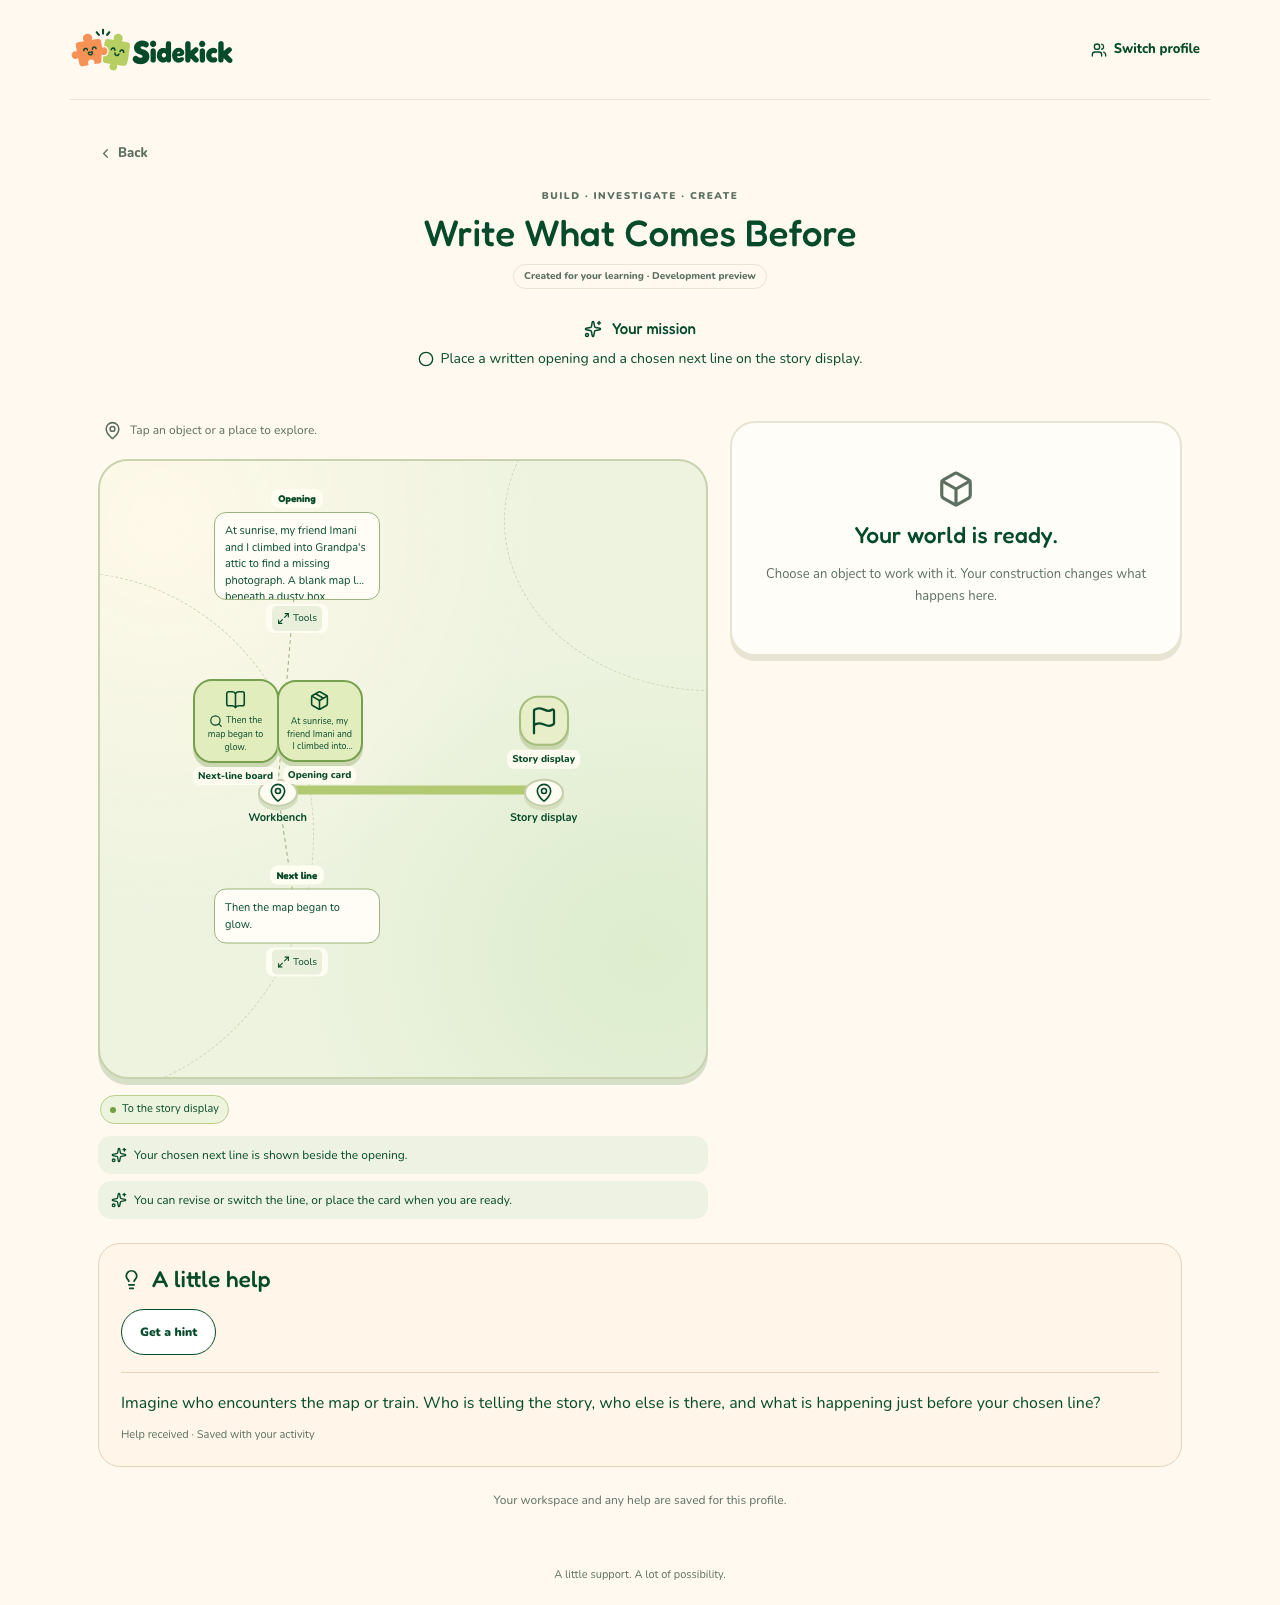 Sidekick
Switch profile
Back
BUILD · INVESTIGATE · CREATE
Write What Comes Before
Created for your learning · Development preview
Your mission
Place a written opening and a chosen next line on the story display.
Tap an object or a place to explore.
Opening
At sunrise, my friend Imani
and I climbed into Grandpa's
attic to find a missing
photograph. A blank map l...
beneath a dusty box
Tools
Then the
map began to
glow.
Next-line board
At sunrise, my
friend Imani and
I climbed into...
Opening card
Story display
Workbench
Story display
Next line
Then the map began to
glow.
Tools
Your world is ready.
Choose an object to work with it. Your construction changes what
happens here.
To the story display
Your chosen next line is shown beside the opening.
You can revise or switch the line, or place the card when you are ready.
A little help
Get a hint
Imagine who encounters the map or train. Who is telling the story, who else is there, and what is happening just before your chosen line?
Help received · Saved with your activity
Your workspace and any help are saved for this profile.
A little support. A lot of possibility.